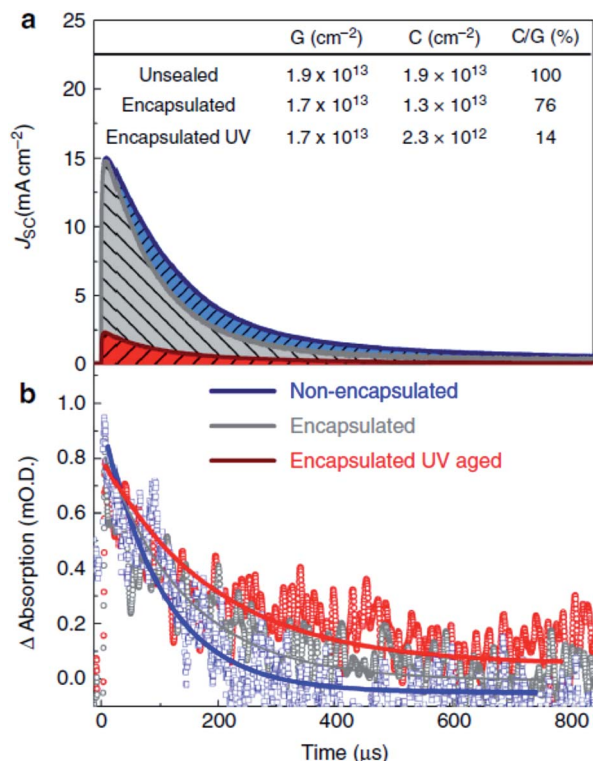 a
G (cm⁻²) C (cm⁻²) C/G (%)
Unsealed 1.9 x 10¹³ 1.9 × 10¹³ 100
Encapsulated 1.7 x 10¹³ 1.3 × 10¹³ 76
Encapsulated UV 1.7 x 10¹³ 2.3 × 10¹² 14
25
20
15
10
5
0
J_SC(mA cm⁻²)
b
Non-encapsulated
Encapsulated
Encapsulated UV aged
1.0
0.8
0.6
0.4
0.2
0.0
Δ Absorption (mO.D.)
0 200 400 600 800
Time (μs)